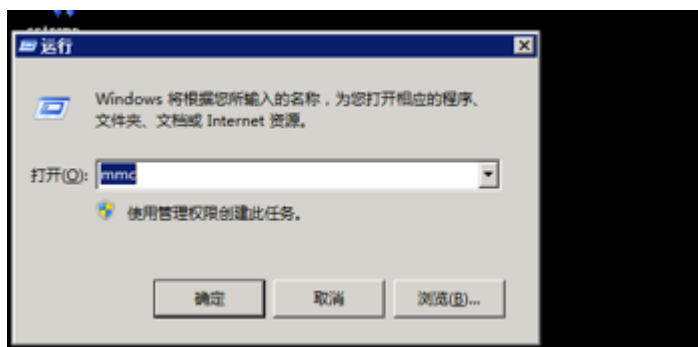 运行
Windows 将根据您所输入的名称，为您打开相应的程序、
文件夹、文档或 Internet 资源。
打开(O): mmc
使用管理权限创建此任务。
确定 取消 浏览(B)...